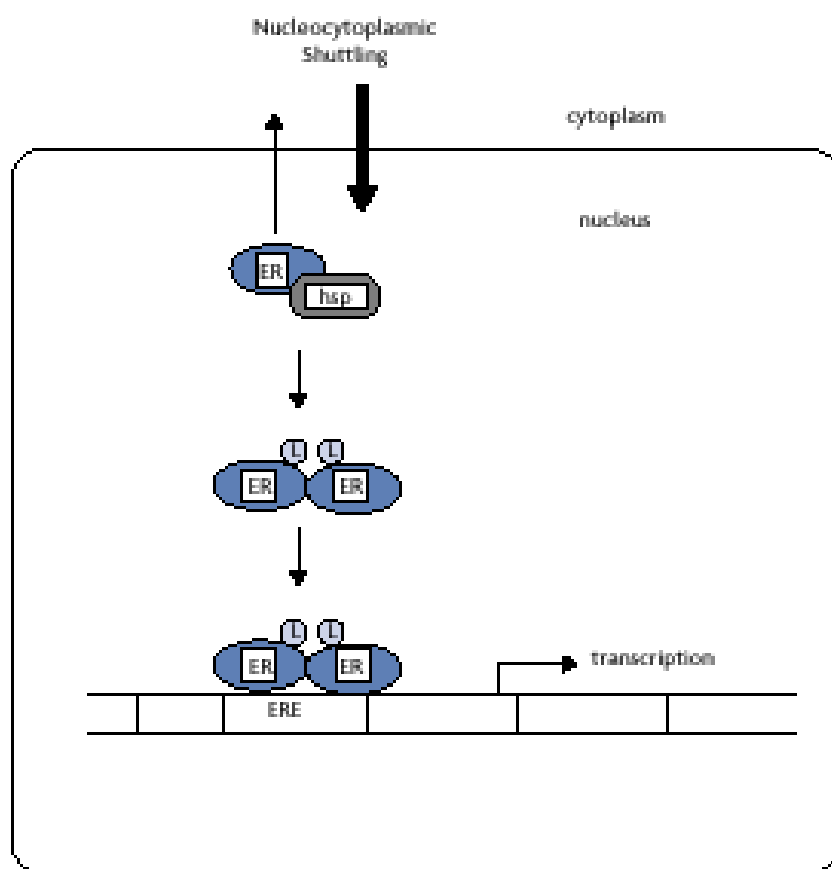 Nucleocytoplasmic
Shuttling
cytoplasm
nucleus
ER
hsp
L L
ER ER
L L
ER ER
transcription
ERE